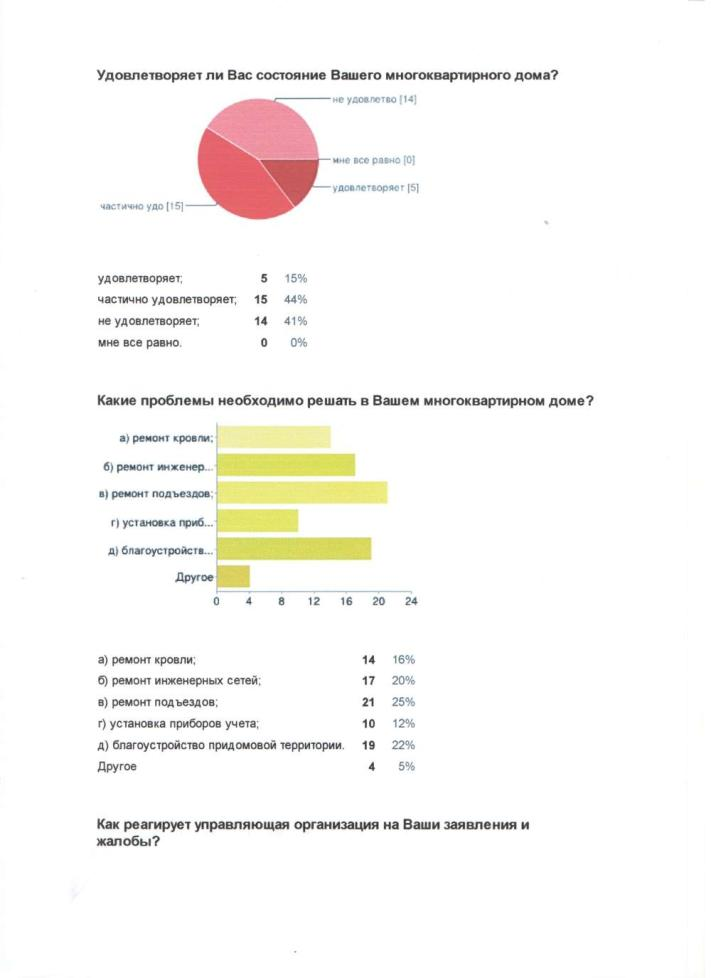 Удовлетворяет ли Вас состояние Вашего многоквартирного дома?
не удовлетво [14]
мне все равно [0]
удовлетворяет [5]
частично удо [15]
удовлетворяет; 5 15%
частично удовлетворяет; 15 44%
не удовлетворяет; 14 41%
мне все равно. 0 0%
Какие проблемы необходимо решать в Вашем многоквартирном доме?
а) ремонт кровли;
б) ремонт инженер...
в) ремонт подъездов;
г) установка приб...
д) благоустройств...
Другое
0 4 8 12 16 20 24
а) ремонт кровли; 14 16%
б) ремонт инженерных сетей; 17 20%
в) ремонт подъездов; 21 25%
г) установка приборов учета; 10 12%
д) благоустройство придомовой территории. 19 22%
Другое 4 5%
Как реагирует управляющая организация на Ваши заявления и
жалобы?